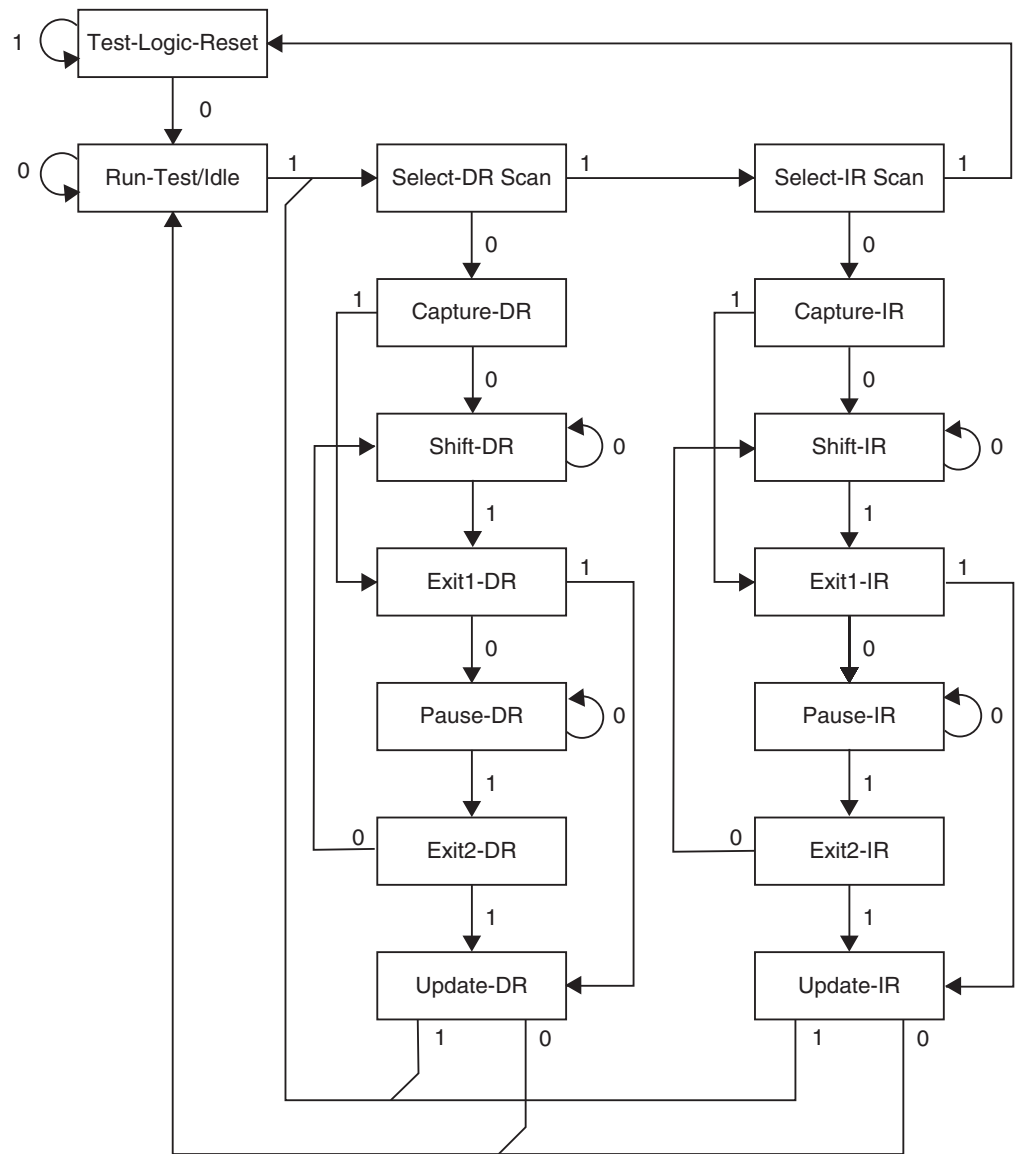 1
Test-Logic-Reset
0
0
Run-Test/Idle
1
Select-DR Scan
1
Select-IR Scan
1
0
0
1
Capture-DR
1
Capture-IR
0
0
Shift-DR
0
Shift-IR
0
1
1
Exit1-DR
1
Exit1-IR
1
0
0
Pause-DR
0
Pause-IR
0
1
1
0
Exit2-DR
0
Exit2-IR
1
1
Update-DR
Update-IR
1
0
1
0